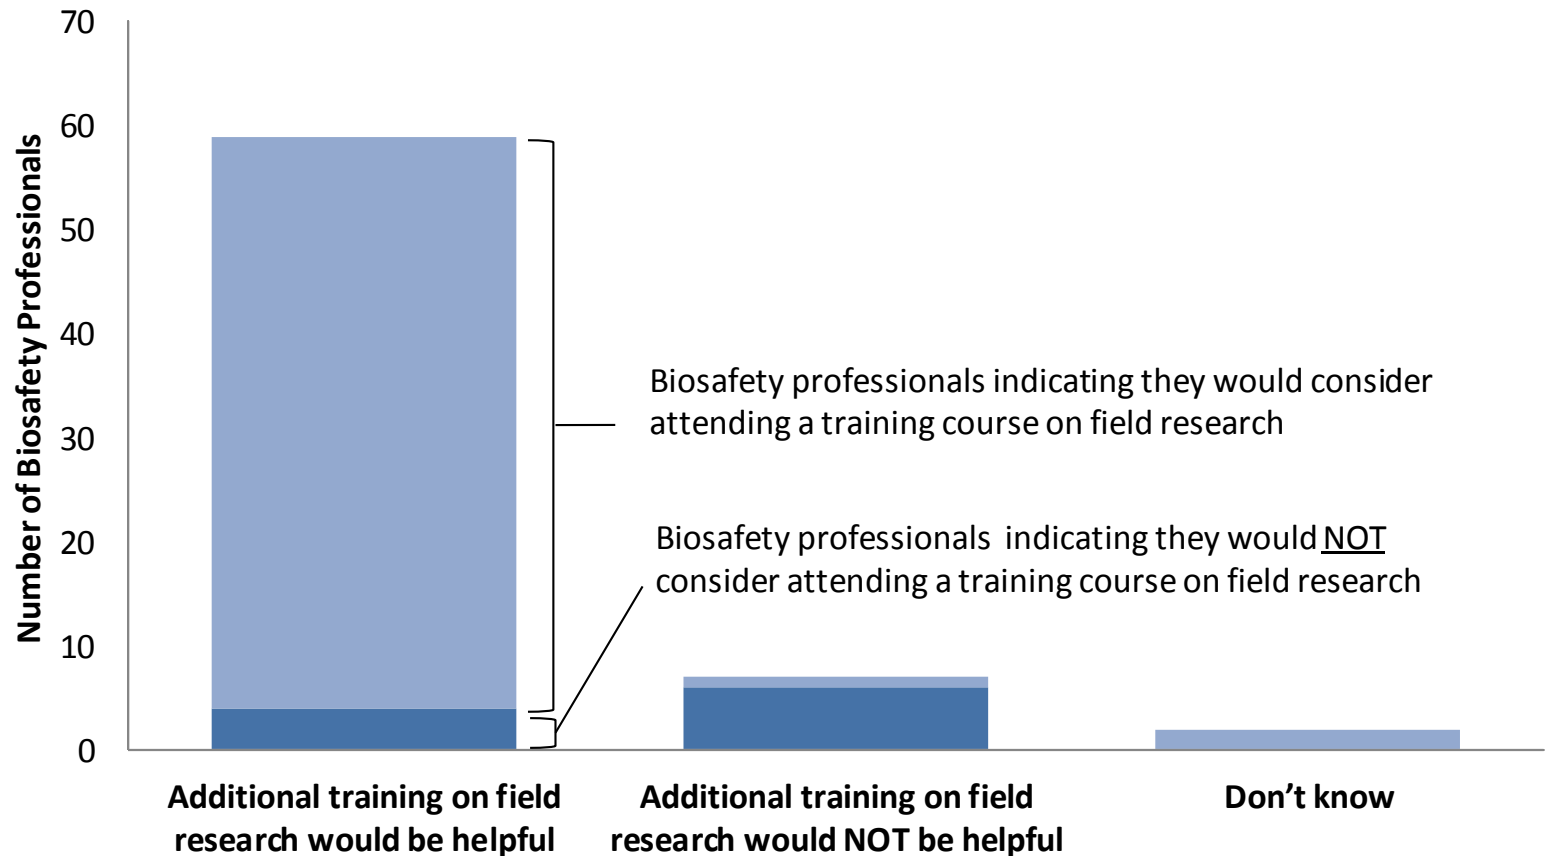 Number of Biosafety Professionals
70
60
50
40
30
20
10
0
Biosafety professionals indicating they would consider
attending a training course on field research
Biosafety professionals indicating they would NOT
consider attending a training course on field research
Additional training on field
research would be helpful
Additional training on field
research would NOT be helpful
Don’t know